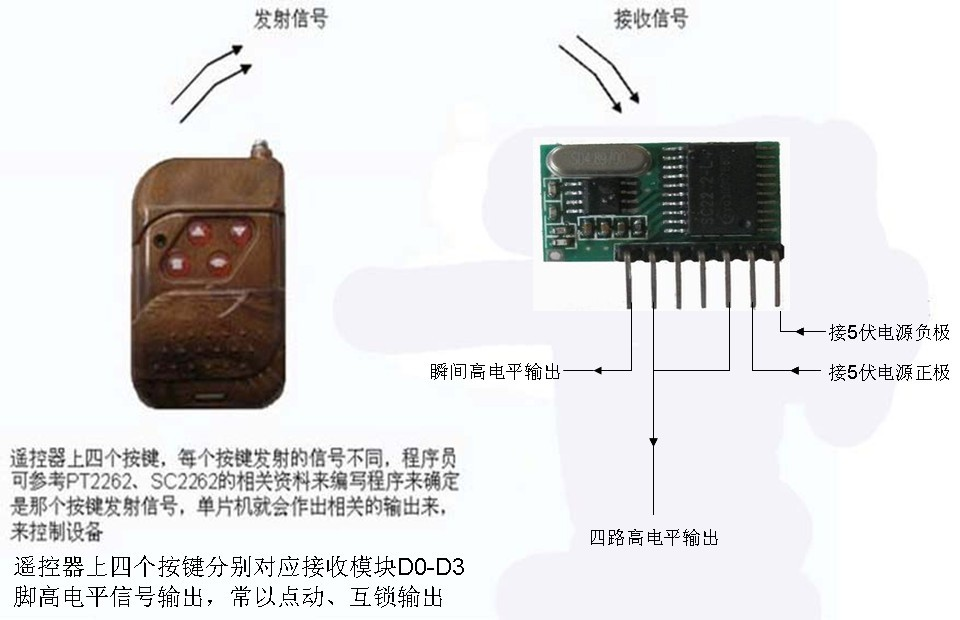 发射信号
接收信号
接5伏电源负极
瞬间高电平输出
接5伏电源正极
四路高电平输出
遥控器上四个按键，每个按键发射的信号不同，程序员
可参考PT2262、SC2262的相关资料来编写程序来确定
是那个按键发射信号，单片机就会作出相关的输出来，
来控制设备
遥控器上四个按键分别对应接收模块D0-D3
脚高电平信号输出，常以点动、互锁输出